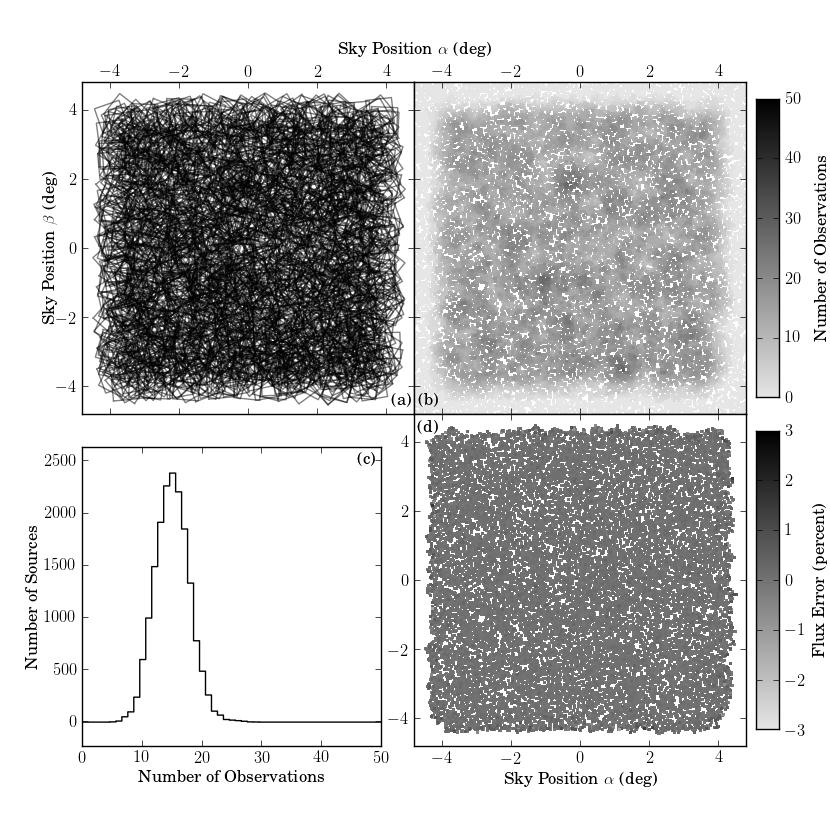 Sky Position α (deg)
−4 −2 0 2 4 −4 −2 0 2 4
4
2
0
−2
−4
Sky Position β (deg)
(a) (b)
50
40
30
20
10
0
Number of Observations
2500
2000
1500
1000
500
0
Number of Sources
(c)
0 10 20 30 40 50
Number of Observations
(d)
4
2
0
−2
−4
−4 −2 0 2 4
Sky Position α (deg)
3
2
1
0
−1
−2
−3
Flux Error (percent)